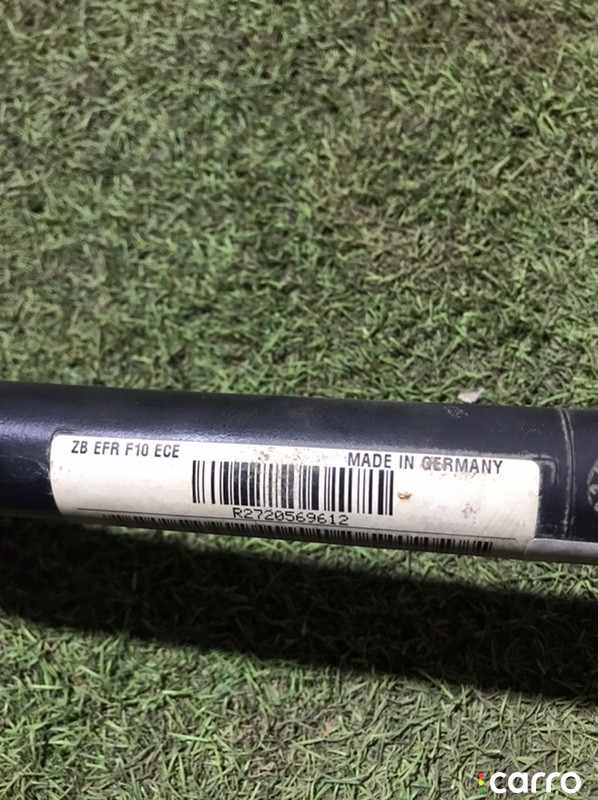 ZB EFR F10 ECE
MADE IN GERMANY
R2720569612
carro